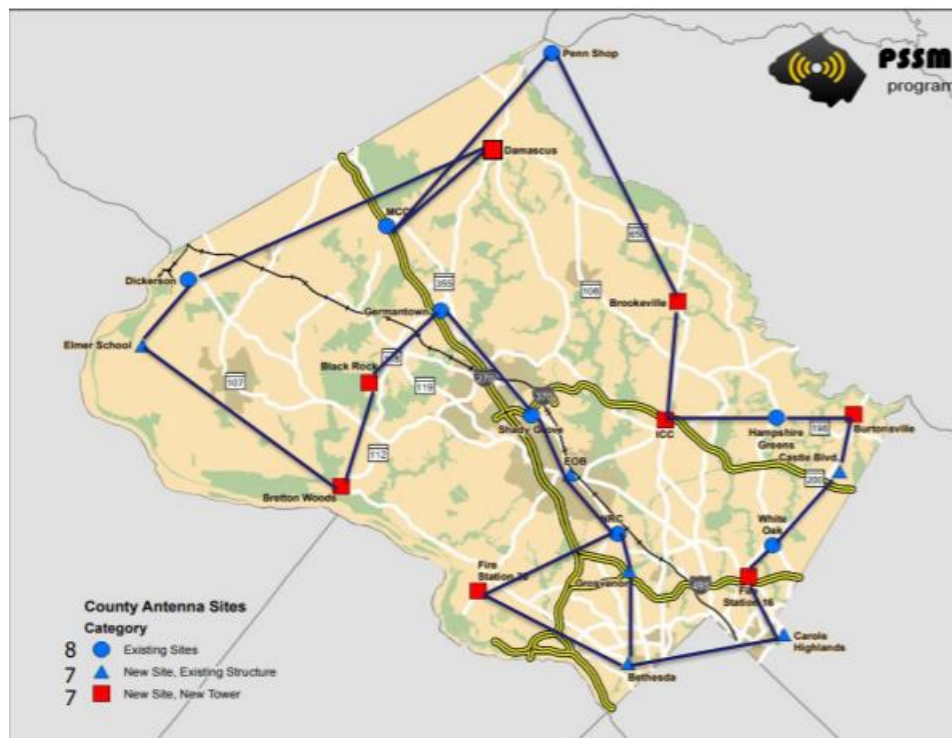 Penn Shop
PSSM
program
Damascus
MCC
650
Dickerson
355
108
Brookeville
Germantown
Elmer School
Black Rock
107
119
270
370
Shady Grove
ICC
Hampshire
Greens
198
Burtonsville
Castle Blvd.
112
EOB
200
Bretton Woods
NRC
White
Oak
Fire
Station
Grosvenor
495
Station 16
Carole
Highlands
Bethesda
County Antenna Sites
Category
8 Existing Sites
7 New Site, Existing Structure
7 New Site, New Tower